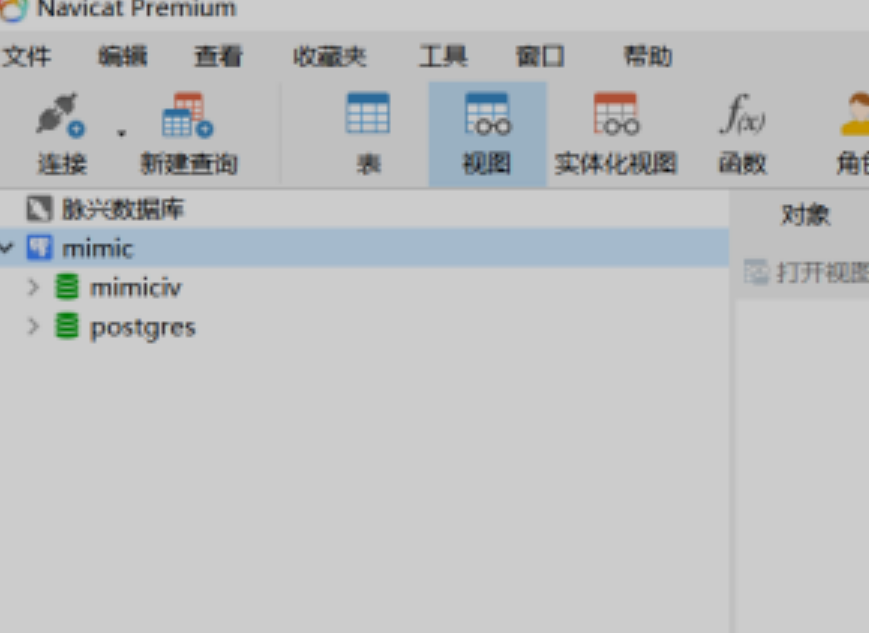 Navicat Premium
文件 编辑 查看 收藏夹 工具 窗口 帮助
连接 新建查询 表 视图 实体化视图 f(x) 函数 角色
脉兴数据库
对象
mimic
打开视图
mimiciv
postgres